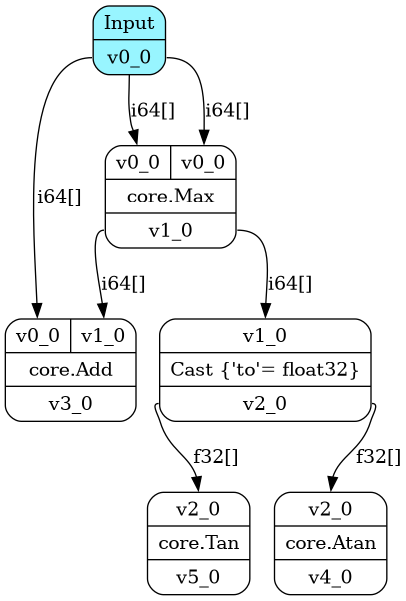 Input
v0_0
i64[] i64[]
v0_0 v0_0
i64[]
core.Max
v1_0
i64[] i64[]
v0_0 v1_0 v1_0
core.Add Cast {'to'= float32}
v3_0 v2_0
f32[] f32[]
v2_0 v2_0
core.Tan core.Atan
v5_0 v4_0